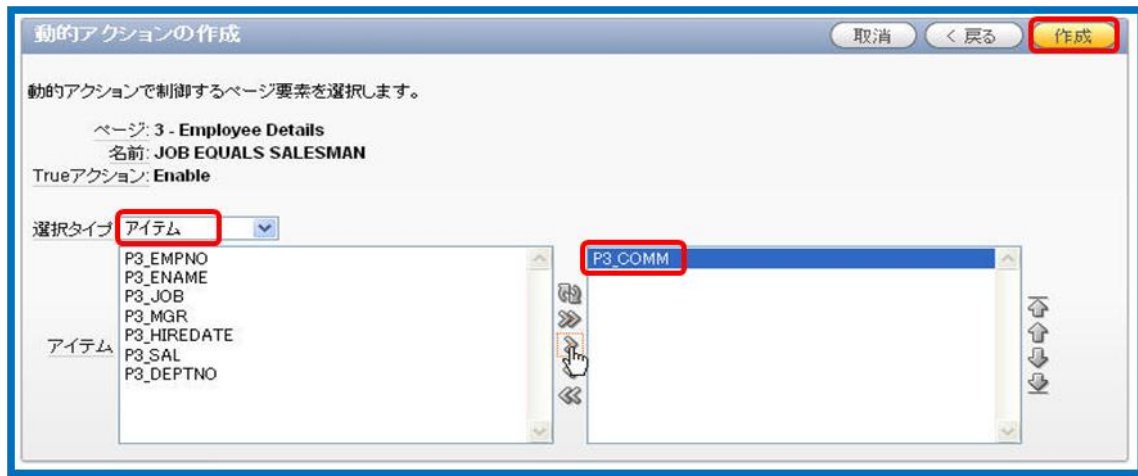 動的アクションの作成
取消
< 戻る
作成
動的アクションで制御するページ要素を選択します。
ページ: 3 - Employee Details
名前: JOB EQUALS SALESMAN
Trueアクション: Enable
選択タイプ アイテム
アイテム
P3_EMPNO
P3_ENAME
P3_JOB
P3_MGR
P3_HIREDATE
P3_SAL
P3_DEPTNO
P3_COMM